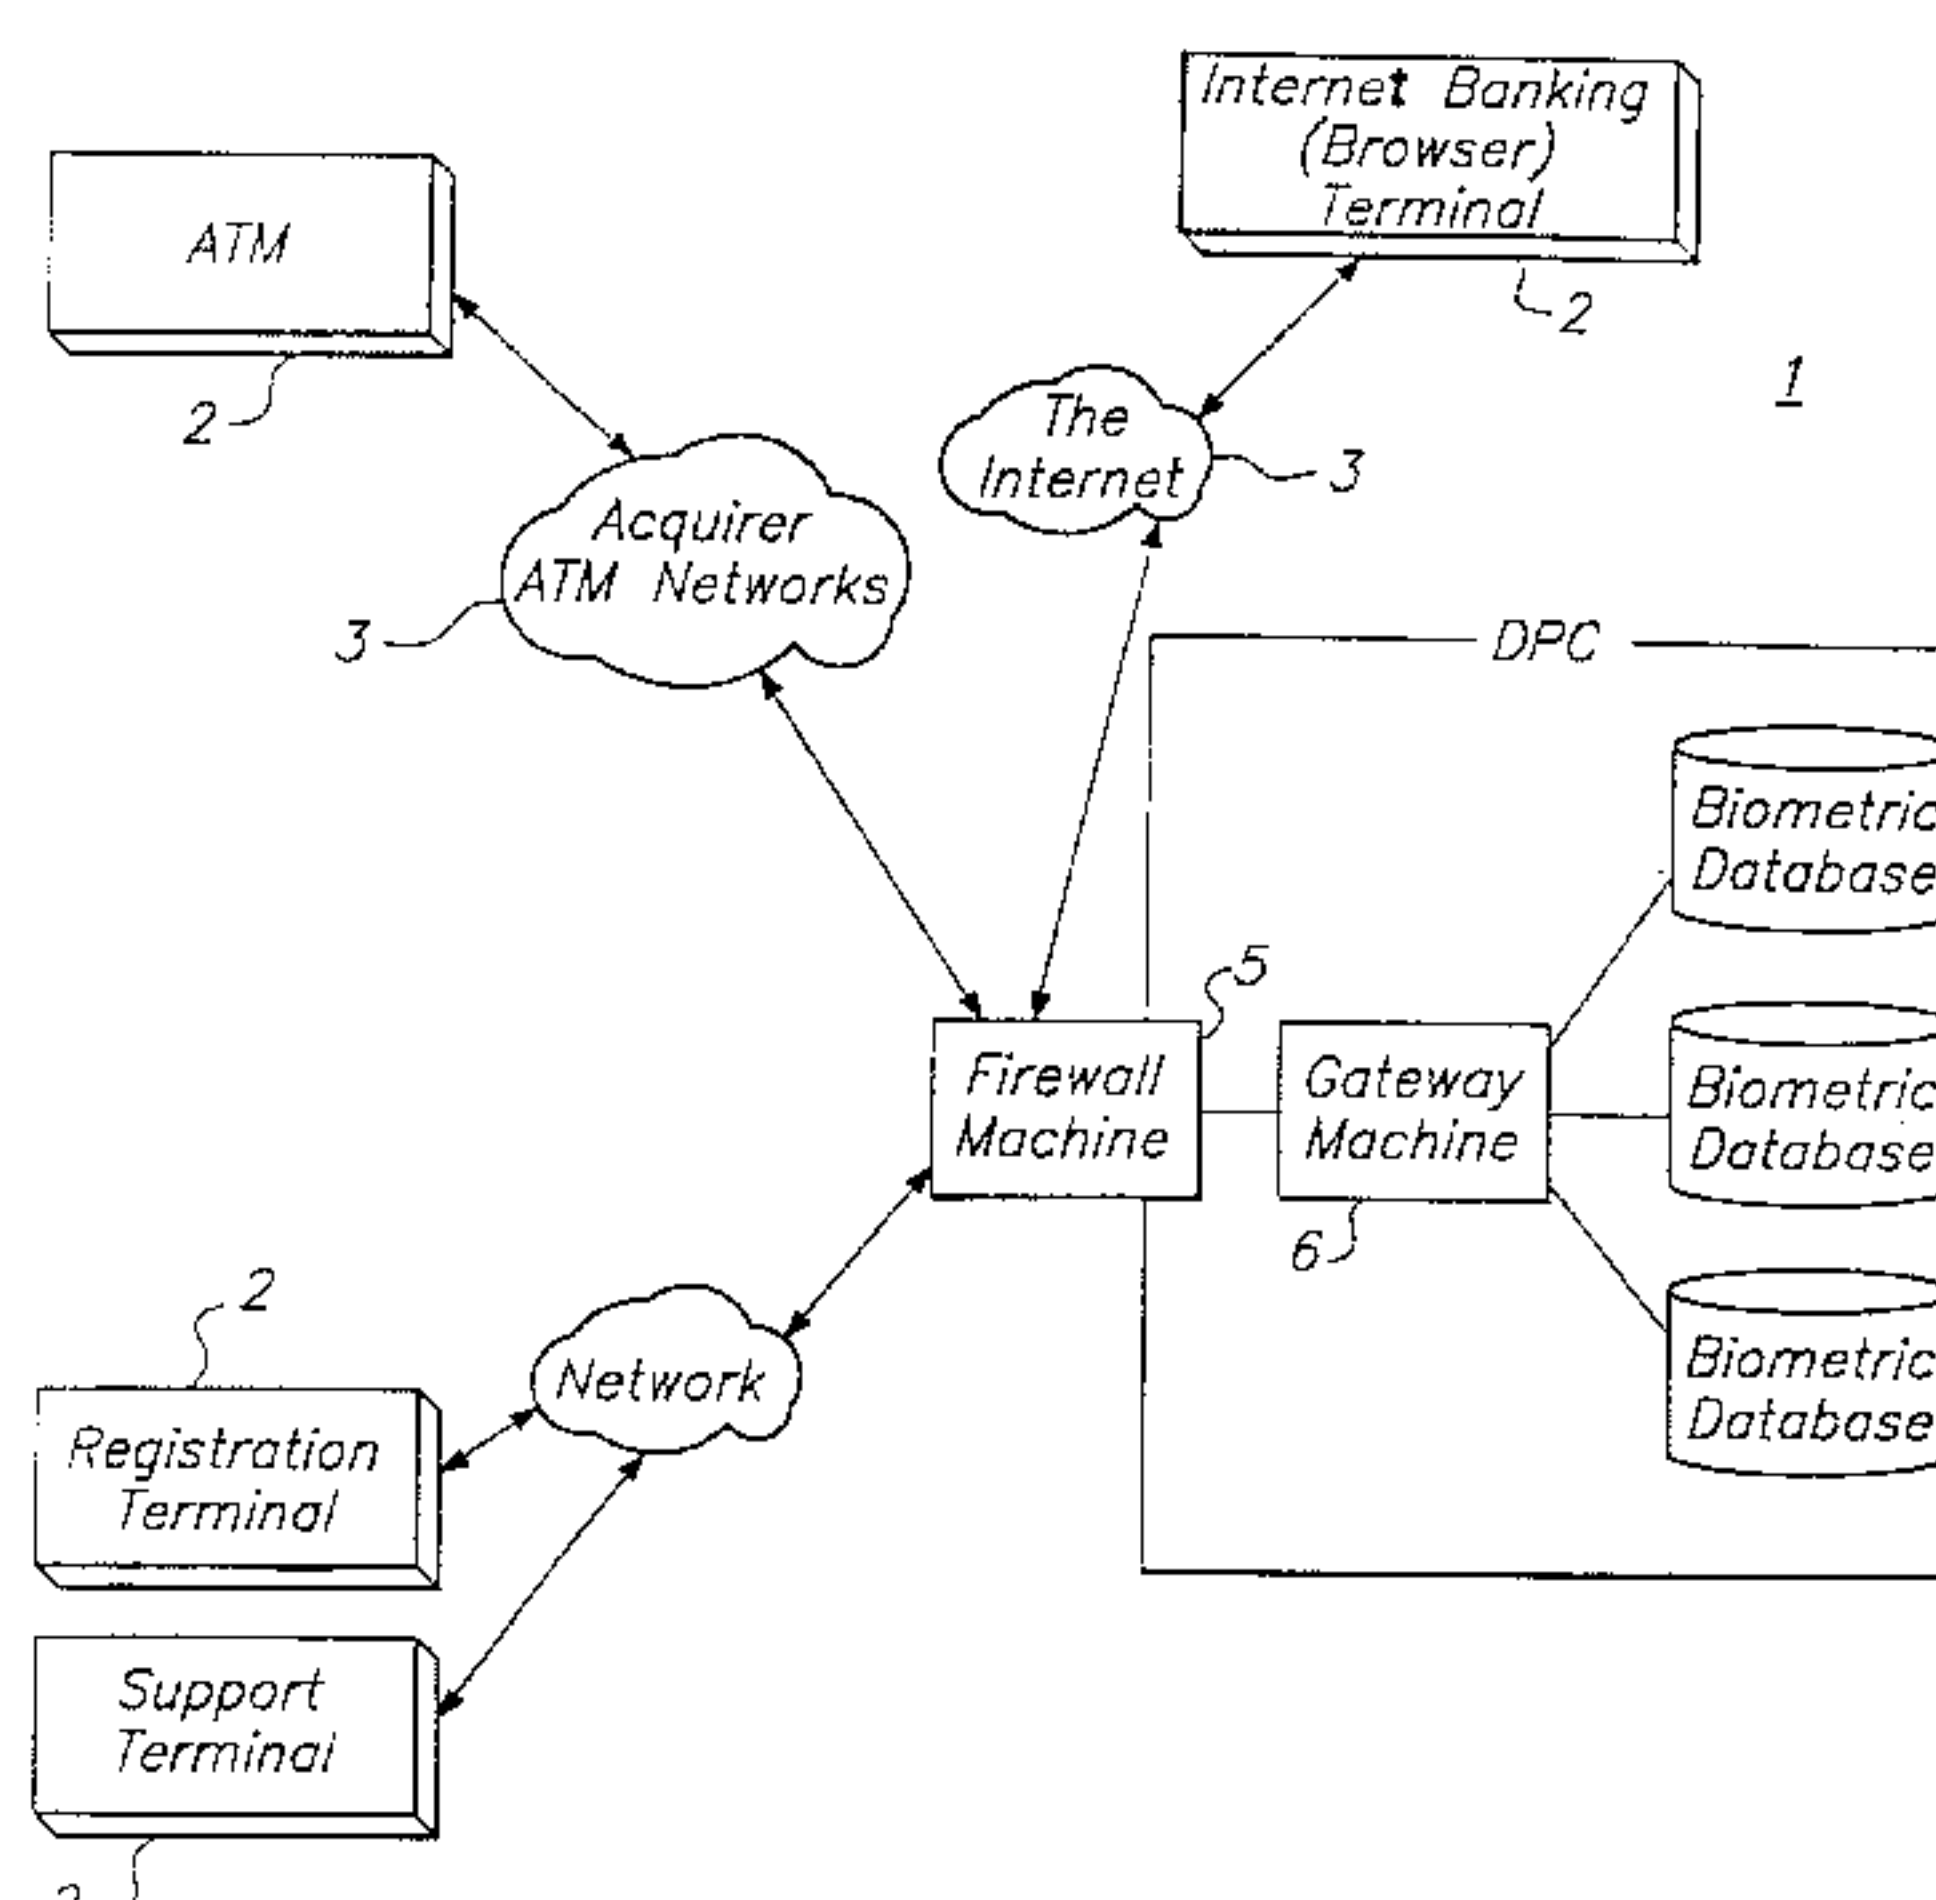 Internet Banking
(Browser)
Terminal
2
ATM
2
1
The
Internet
3
Acquirer
ATM Networks
3
DPC
Biometric
Database
5
Firewall
Machine
Gateway
Machine
6
Biometric
Database
2
Network
Biometric
Database
Registration
Terminal
Support
Terminal